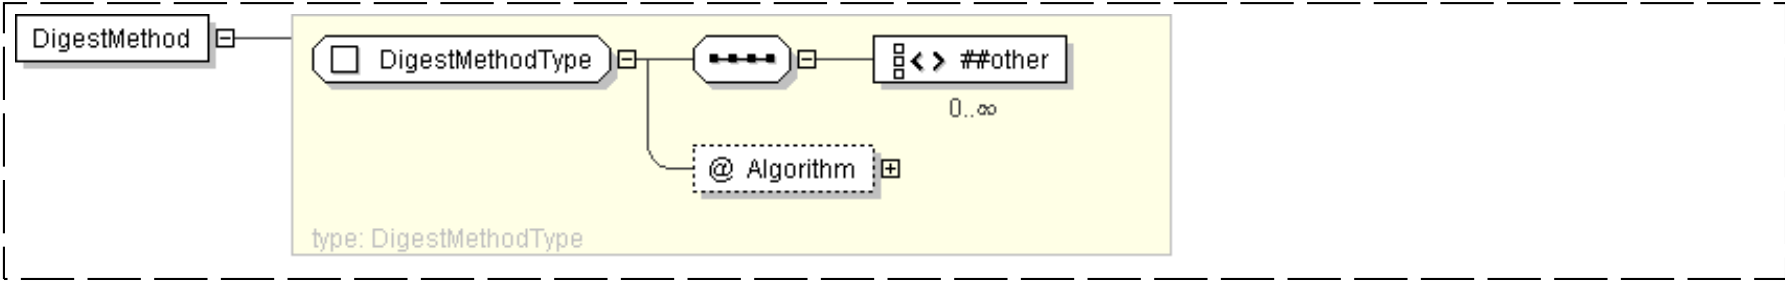 DigestMethod
DigestMethodType
##other
0..∞
@ Algorithm
type: DigestMethodType